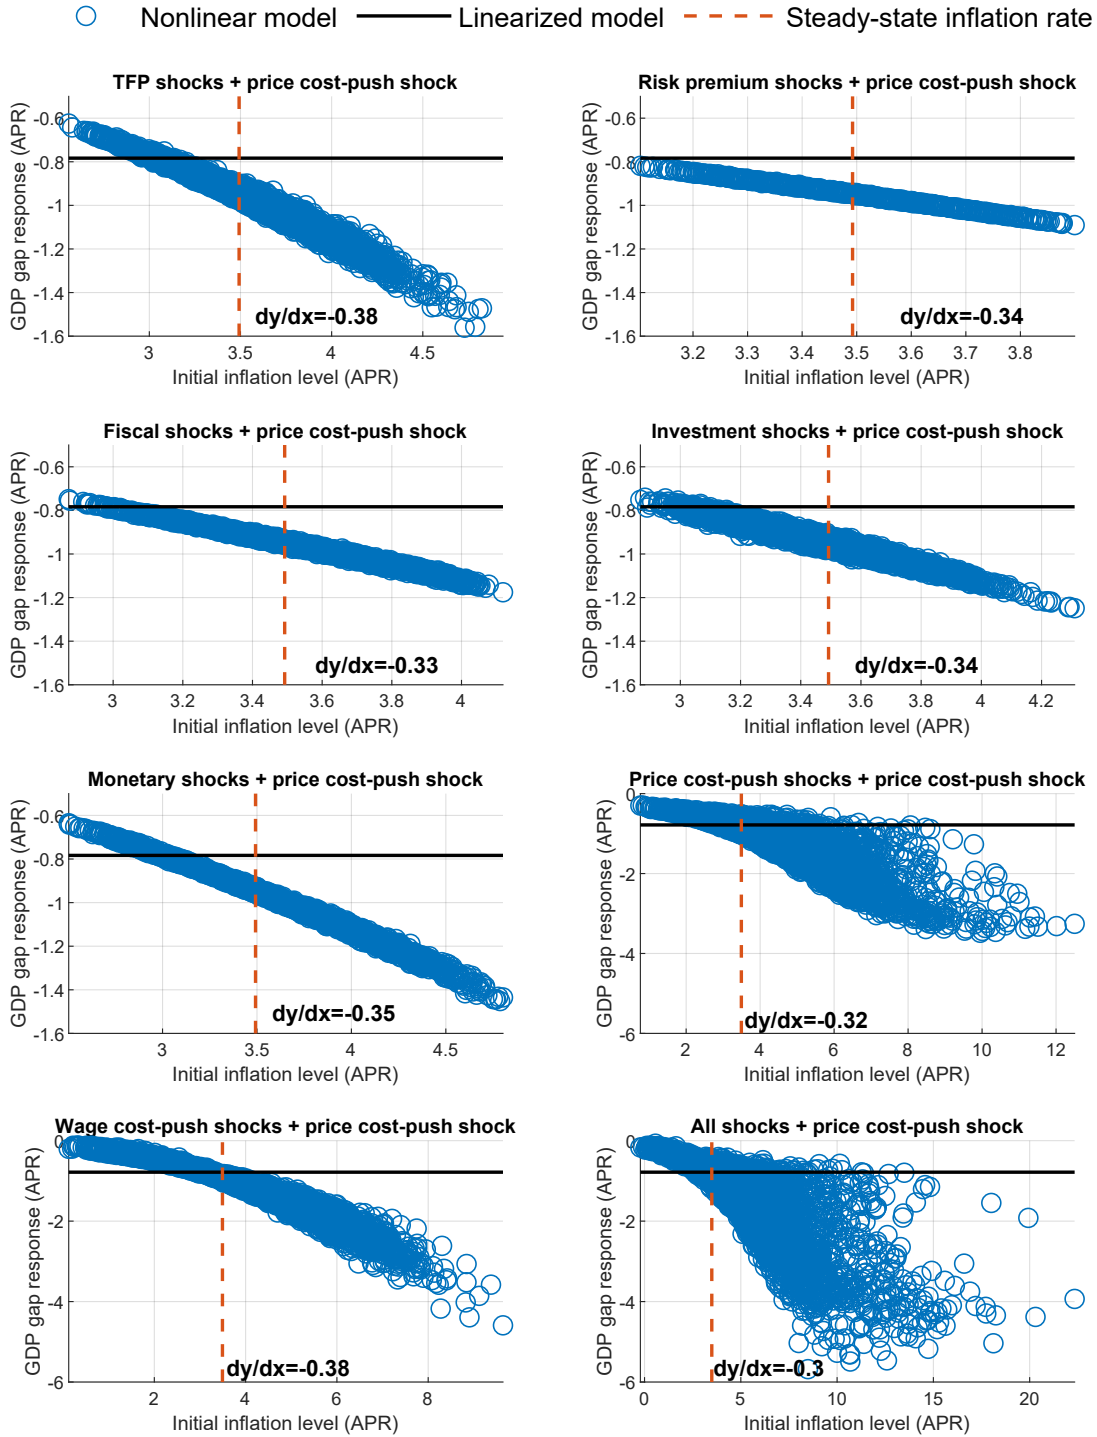 Nonlinear model Linearized model Steady-state inflation rate
TFP shocks + price cost-push shock
GDP gap response (APR)
-0.6
-0.8
-1
-1.2
-1.4
-1.6
dy/dx=-0.38
3 3.5 4 4.5
Initial inflation level (APR)
Risk premium shocks + price cost-push shock
GDP gap response (APR)
-0.6
-0.8
-1
-1.2
-1.4
-1.6
dy/dx=-0.34
3.2 3.3 3.4 3.5 3.6 3.7 3.8
Initial inflation level (APR)
Fiscal shocks + price cost-push shock
GDP gap response (APR)
-0.6
-0.8
-1
-1.2
-1.4
-1.6
dy/dx=-0.33
3 3.2 3.4 3.6 3.8 4
Initial inflation level (APR)
Investment shocks + price cost-push shock
GDP gap response (APR)
-0.6
-0.8
-1
-1.2
-1.4
-1.6
dy/dx=-0.34
3 3.2 3.4 3.6 3.8 4 4.2
Initial inflation level (APR)
Monetary shocks + price cost-push shock
GDP gap response (APR)
-0.6
-0.8
-1
-1.2
-1.4
-1.6
dy/dx=-0.35
3 3.5 4 4.5
Initial inflation level (APR)
Price cost-push shocks + price cost-push shock
GDP gap response (APR)
0
-2
-4
-6
dy/dx=-0.32
2 4 6 8 10 12
Initial inflation level (APR)
Wage cost-push shocks + price cost-push shock
GDP gap response (APR)
0
-2
-4
-6
dy/dx=-0.38
2 4 6 8
Initial inflation level (APR)
All shocks + price cost-push shock
GDP gap response (APR)
0
-2
-4
-6
dy/dx=-0.3
0 5 10 15 20
Initial inflation level (APR)